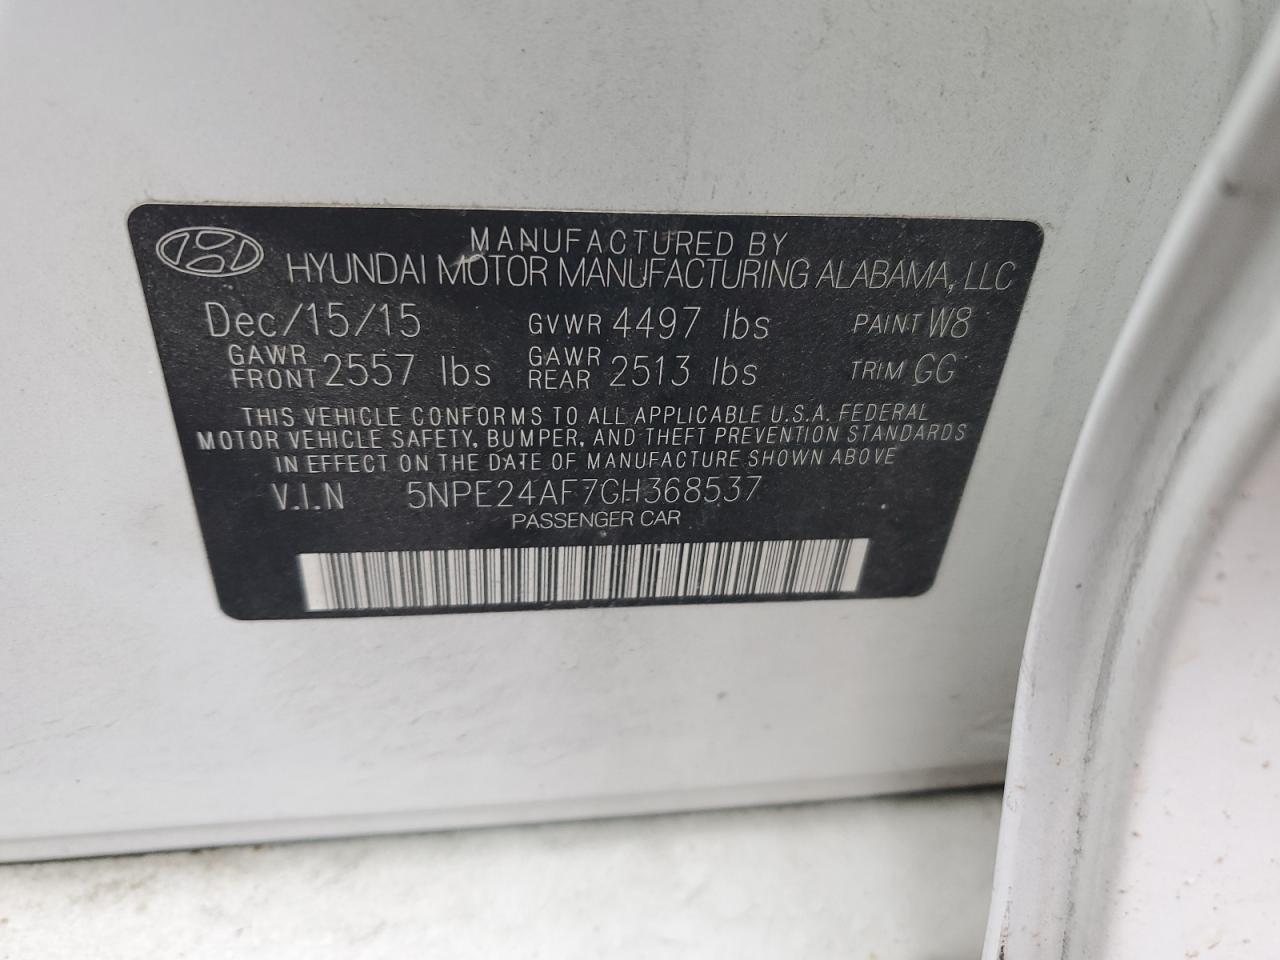 MANUFACTURED BY
HYUNDAI MOTOR MANUFACTURING ALABAMA, LLC
Dec/15/15 GVWR 4497 lbs PAINT W8
GAWR FRONT 2557 lbs GAWR REAR 2513 lbs TRIM GG
THIS VEHICLE CONFORMS TO ALL APPLICABLE U.S.A. FEDERAL
MOTOR VEHICLE SAFETY, BUMPER, AND THEFT PREVENTION STANDARDS
IN EFFECT ON THE DATE OF MANUFACTURE SHOWN ABOVE
V.I.N 5NPE24AF7GH368537
PASSENGER CAR